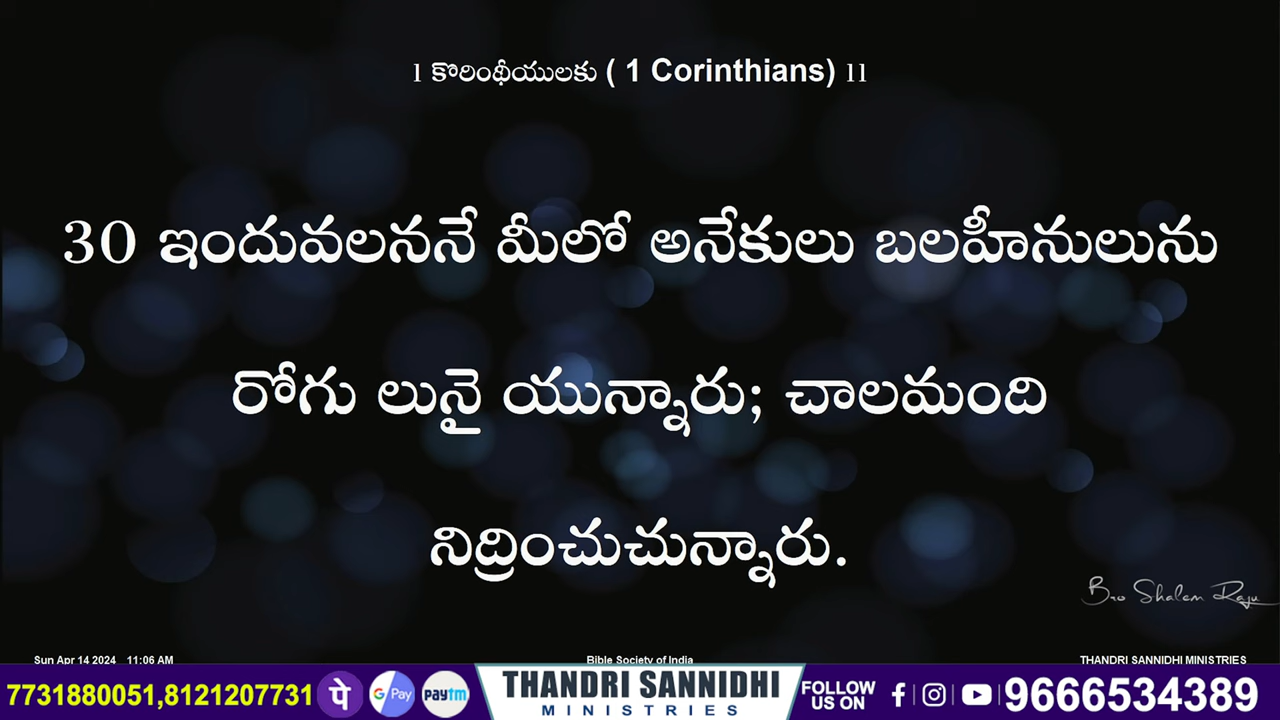 1 కొరింథీయులకు ( 1 Corinthians) 11
30 ఇందువలననే మీలో అనేకులు బలహీనులును
రోగు లునై యున్నారు; చాలమంది
నిద్రించుచున్నారు.
Bro Shalem Raju
Sun Apr 14 2024 11:06 AM
Bible Society of India
THANDRI SANNIDHI MINISTRIES
7731880051,8121207731
पे
G Pay
paytm
THANDRI SANNIDHI
MINISTRIES
FOLLOW
US ON
9666534389